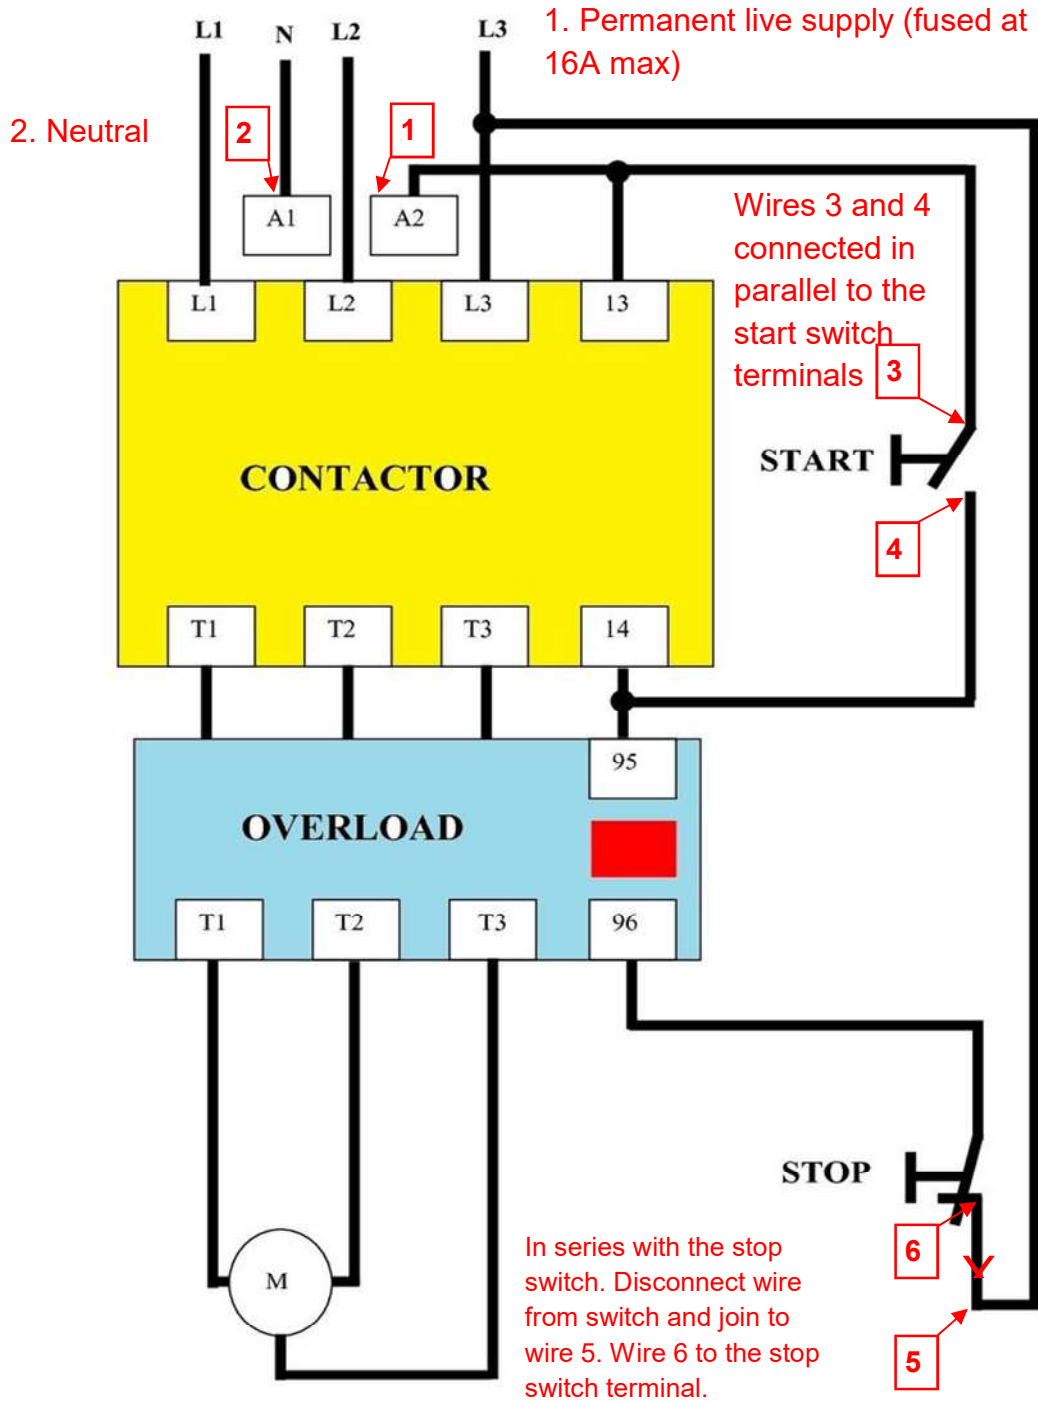 L1
N
L2
L3
1. Permanent live supply (fused at
16A max)
2. Neutral
2
1
A1
A2
Wires 3 and 4
connected in
parallel to the
start switch
terminals
3
L1
L2
L3
13
CONTACTOR
START
4
T1
T2
T3
14
95
OVERLOAD
T1
T2
T3
96
STOP
6
M
In series with the stop
switch. Disconnect wire
from switch and join to
wire 5. Wire 6 to the stop
switch terminal.
5